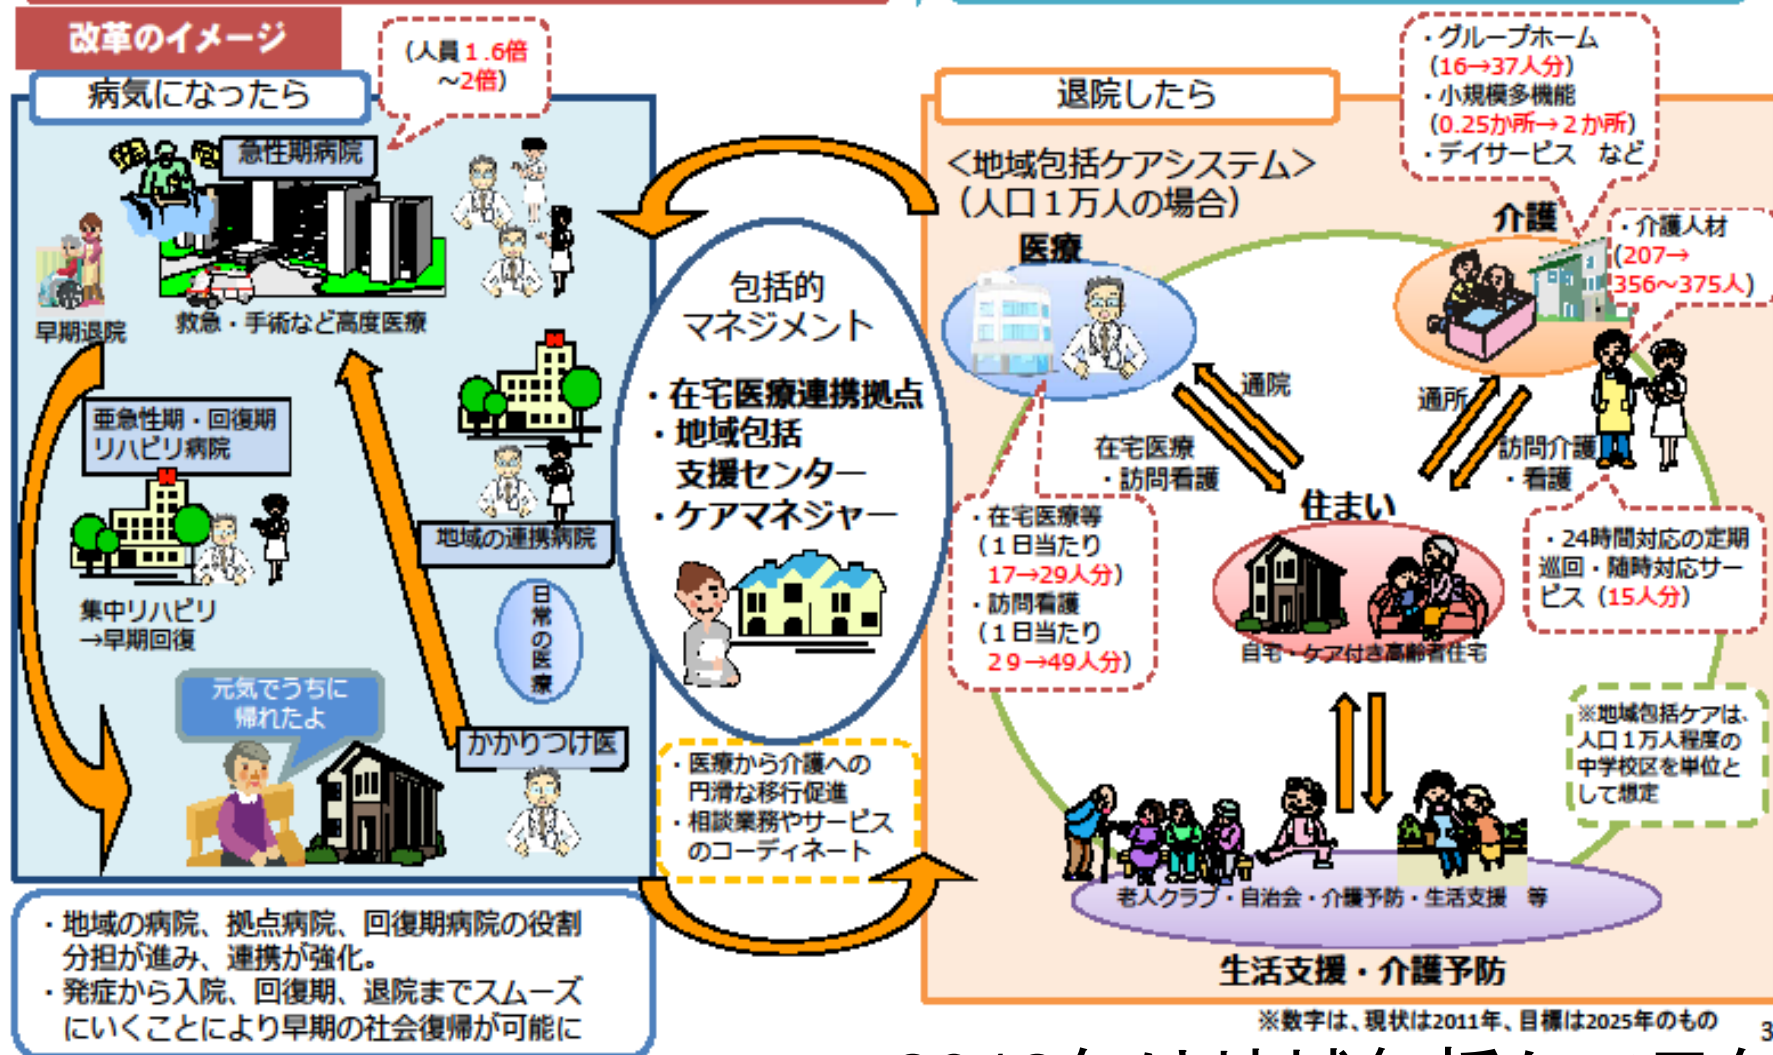 改革のイメージ
(人員1.6倍
~2倍)
病気になったら
急性期病院
早期退院
救急・手術など高度医療
亜急性期・回復期
リハビリ病院
集中リハビリ
→早期回復
地域の連携病院
日常の医療
元気でうちに
帰れたよ
かかりつけ医
・地域の病院、拠点病院、回復期病院の役割
分担が進み、連携が強化。
・発症から入院、回復期、退院までスムーズ
にいくことにより早期の社会復帰が可能に
包括的
マネジメント
・在宅医療連携拠点
・地域包括
支援センター
・ケアマネジャー
・医療から介護への
円滑な移行促進
・相談業務やサービス
のコーディネート
退院したら
<地域包括ケアシステム>
(人口1万人の場合)
・グループホーム
(16→37人分)
・小規模多機能
(0.25か所→2か所)
・デイサービス など
医療
介護
・介護人材
(207→
356~375人)
通院
在宅医療
・訪問看護
通所
訪問介護
・看護
・在宅医療等
(1日当たり
17→29人分)
・訪問看護
(1日当たり
29→49人分)
住まい
自宅・ケア付き高齢者住宅
・24時間対応の定期
巡回・随時対応サー
ビス(15人分)
※地域包括ケアは、
人口1万人程度の
中学校区を単位と
して想定
老人クラブ・自治会・介護予防・生活支援 等
生活支援・介護予防
※数字は、現状は2011年、目標は2025年のもの
3